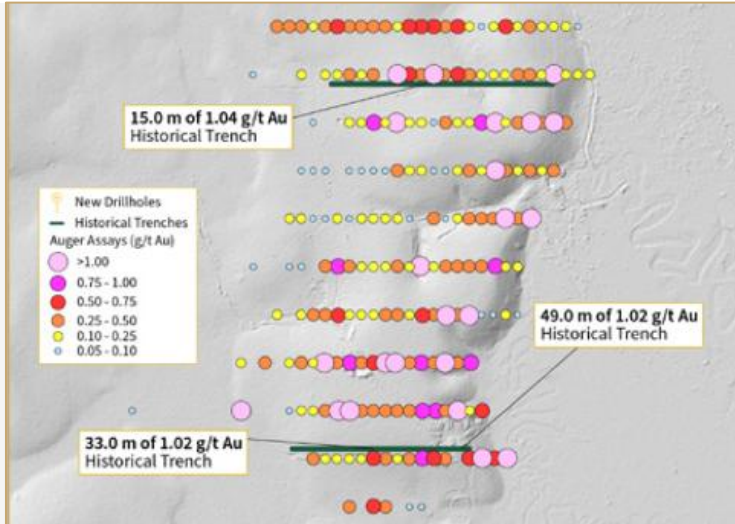 15.0 m of 1.04 g/t Au
Historical Trench
New Drillholes
Historical Trenches
Auger Assays (g/t Au)
>1.00
0.75 - 1.00
0.50 - 0.75
0.25 - 0.50
0.10 - 0.25
0.05 - 0.10
49.0 m of 1.02 g/t Au
Historical Trench
33.0 m of 1.02 g/t Au
Historical Trench